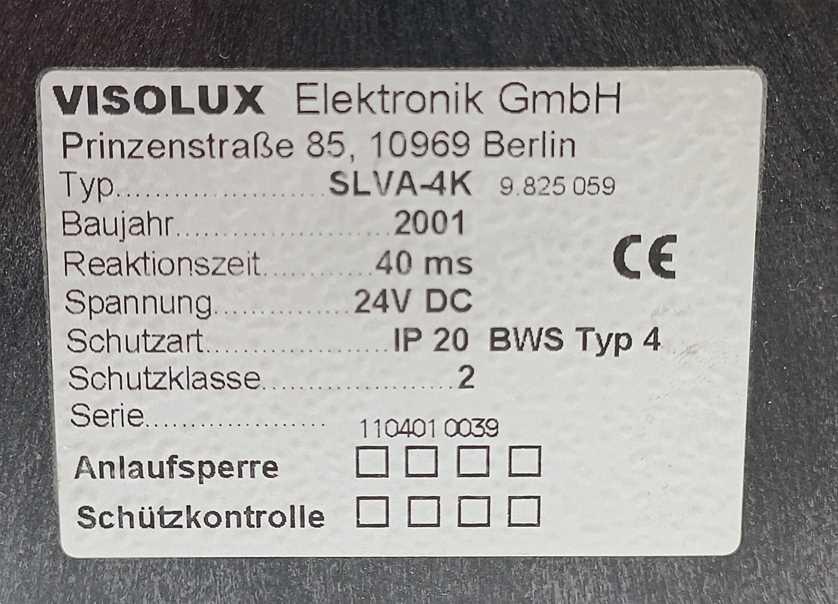 VISOLUX Elektronik GmbH
Prinzenstraße 85, 10969 Berlin
Typ.................... SLVA-4K 9.825 059
Baujahr.................... 2001
Reaktionszeit............ 40 ms
Spannung............... 24V DC
Schutzart.................... IP 20 BWS Typ 4
Schutzklasse.................... 2
Serie.................... 110401 0039
Anlaufsperre □ □ □ □
Schützkontrolle □ □ □ □
CE